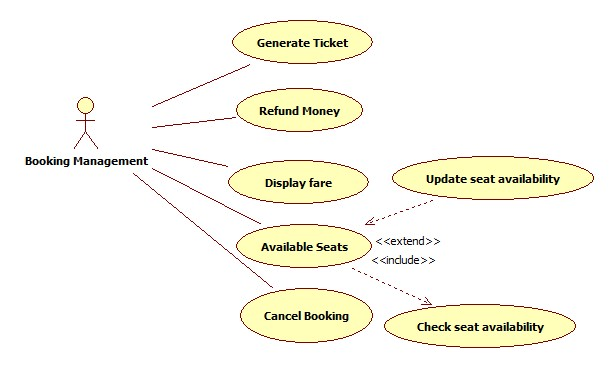 Generate Ticket
Refund Money
Booking Management
Display fare
Update seat availability
Available Seats
<<extend>>
<<include>>
Cancel Booking
Check seat availability